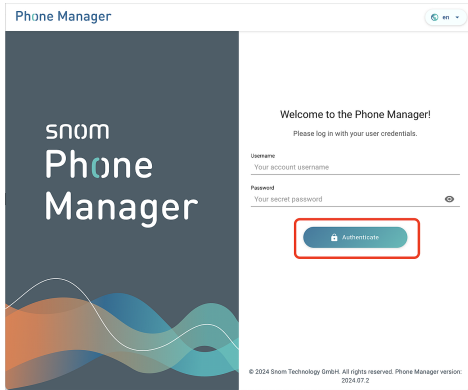 Phone Manager
en
snom
Phone
Manager
Welcome to the Phone Manager!
Please log in with your user credentials.
Username
Your account username
Password
Your secret password
Authenticate
© 2024 Snom Technology GmbH. All rights reserved. Phone Manager version:
2024.07.2